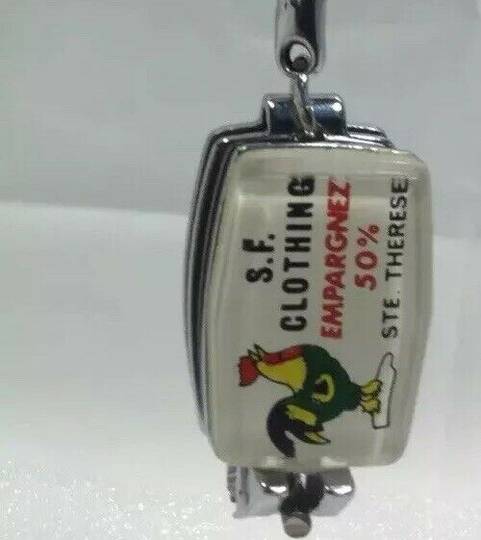 S.F.
CLOTHING
EMPARGNEZ
50%
STE. THERESE